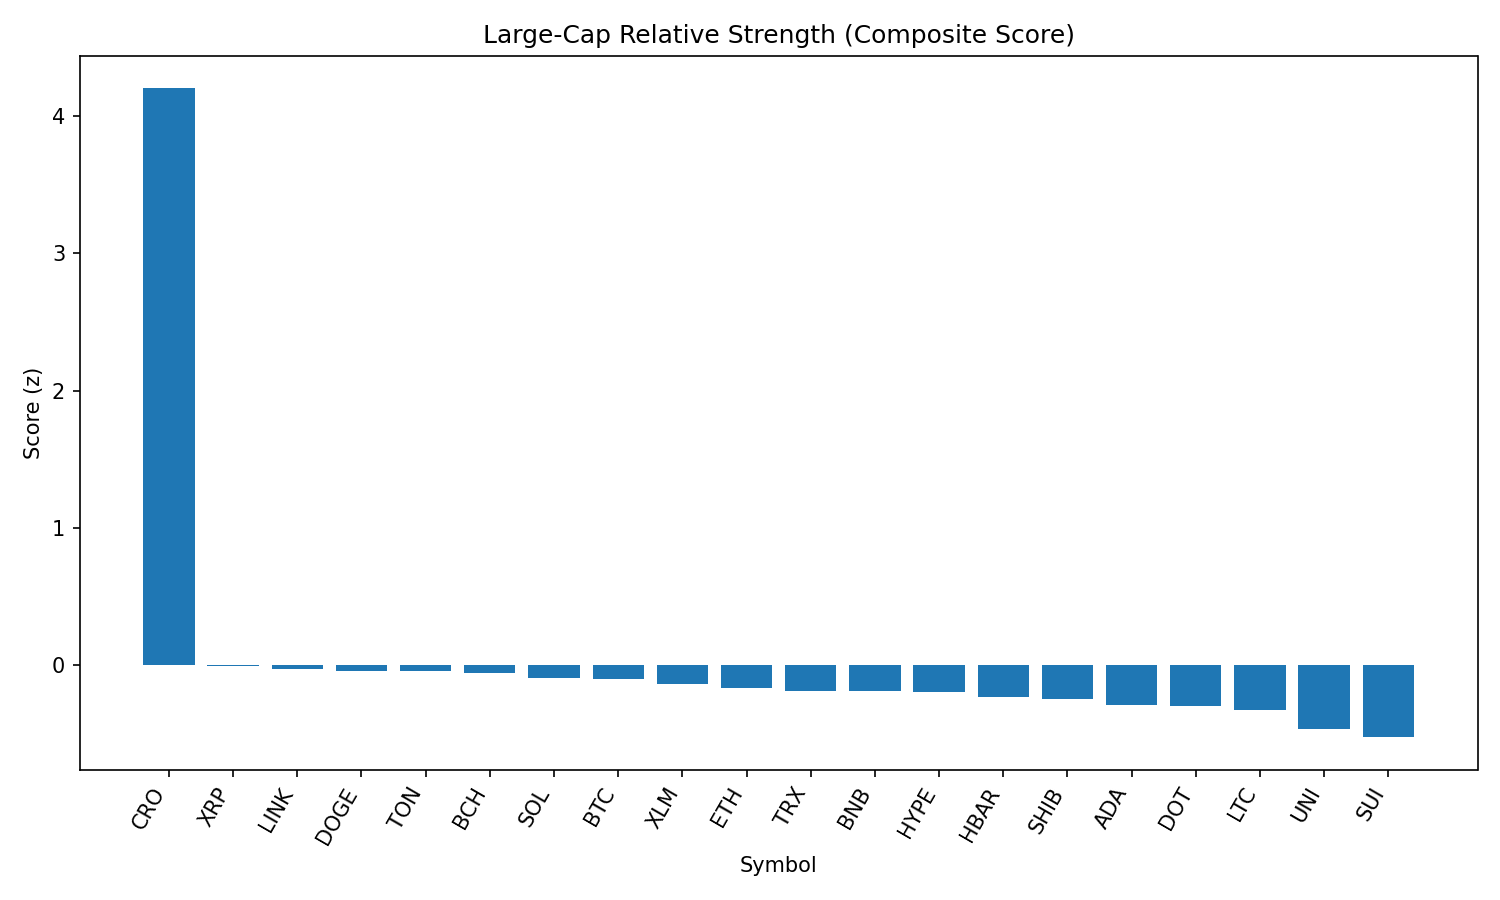 Large-Cap Relative Strength (Composite Score)
Score (z)
4
3
2
1
0
CRO
XRP
LINK
DOGE
TON
BCH
SOL
BTC
XLM
ETH
TRX
BNB
HYPE
HBAR
SHIB
ADA
DOT
LTC
UNI
SUI
Symbol